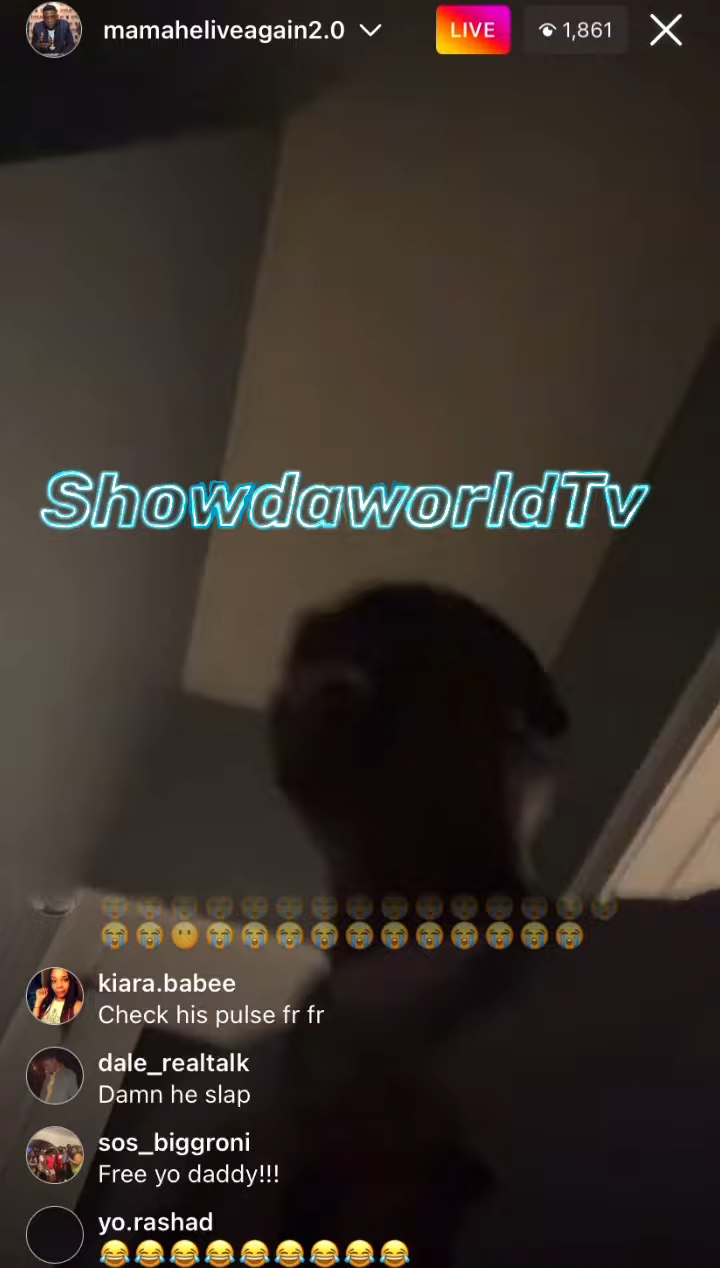 mamaheliveagain2.0
LIVE
1,861
ShowdaworldTv
😭😭😭😭😭😭😭😭😭😭😭😭😭😭😭
😭😭😶😭😭😭😭😭😭😭😭😭😭😭
kiara.babee
Check his pulse fr fr
dale_realtalk
Damn he slap
sos_biggroni
Free yo daddy!!!
yo.rashad
😂😂😂😂😂😂😂😂😂